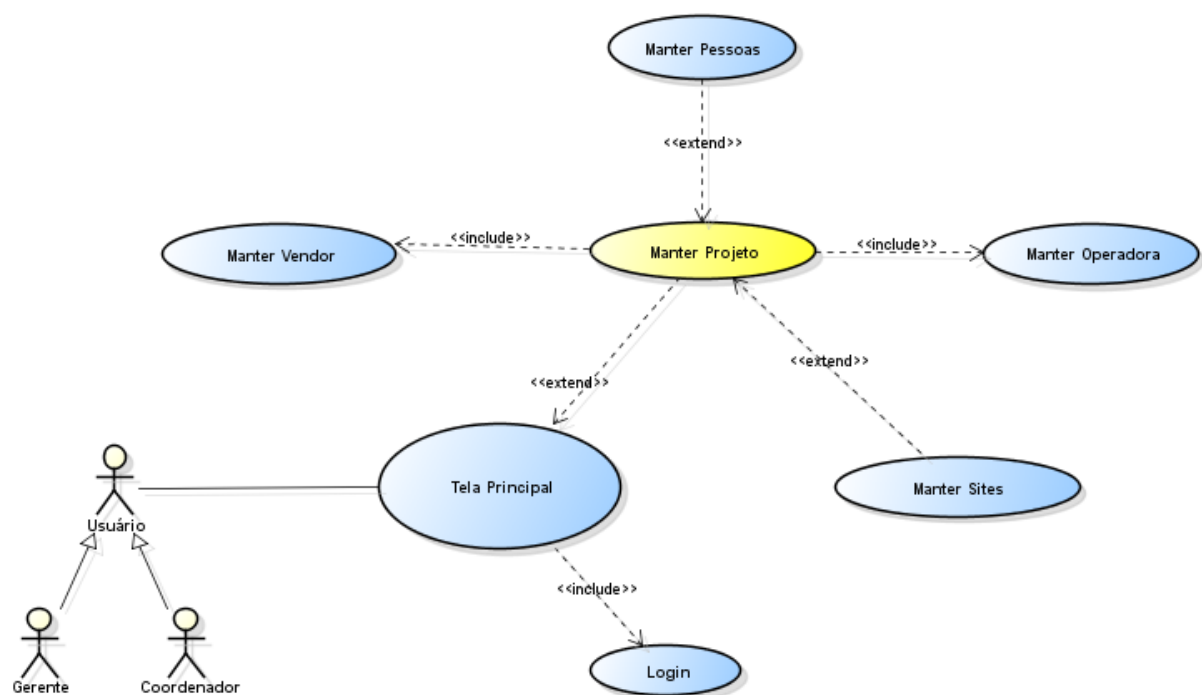 Manter Pessoas
<<extend>>
Manter Vendor
<<include>>
Manter Projeto
<<include>>
Manter Operadora
<<extend>>
<<extend>>
Tela Principal
Manter Sites
Usuário
<<include>>
Login
Gerente
Coordenador